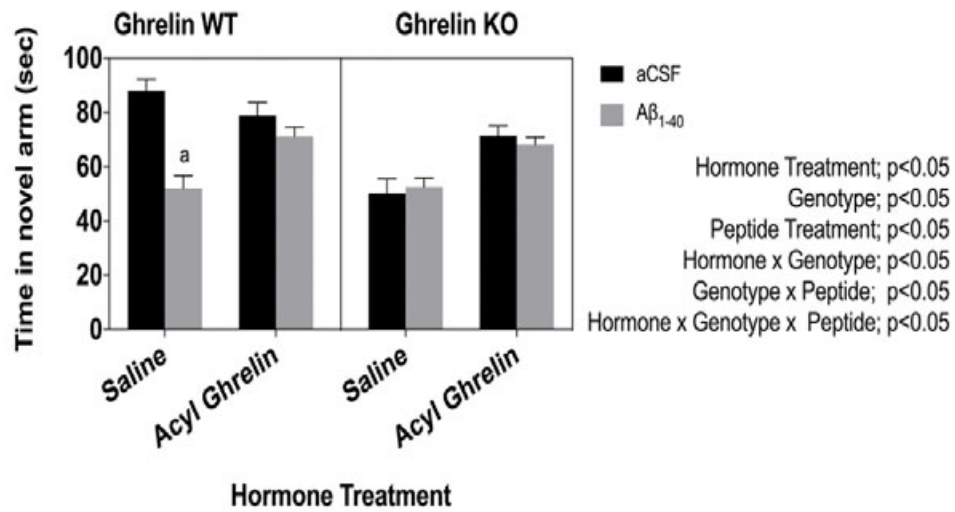 Ghrelin WT
Ghrelin KO
Time in novel arm (sec)
100
80
60
40
20
0
a
aCSF
Aβ1-40
Hormone Treatment; p<0.05
Genotype; p<0.05
Peptide Treatment; p<0.05
Hormone x Genotype; p<0.05
Genotype x Peptide; p<0.05
Hormone x Genotype x Peptide; p<0.05
Saline
Acyl Ghrelin
Saline
Acyl Ghrelin
Hormone Treatment